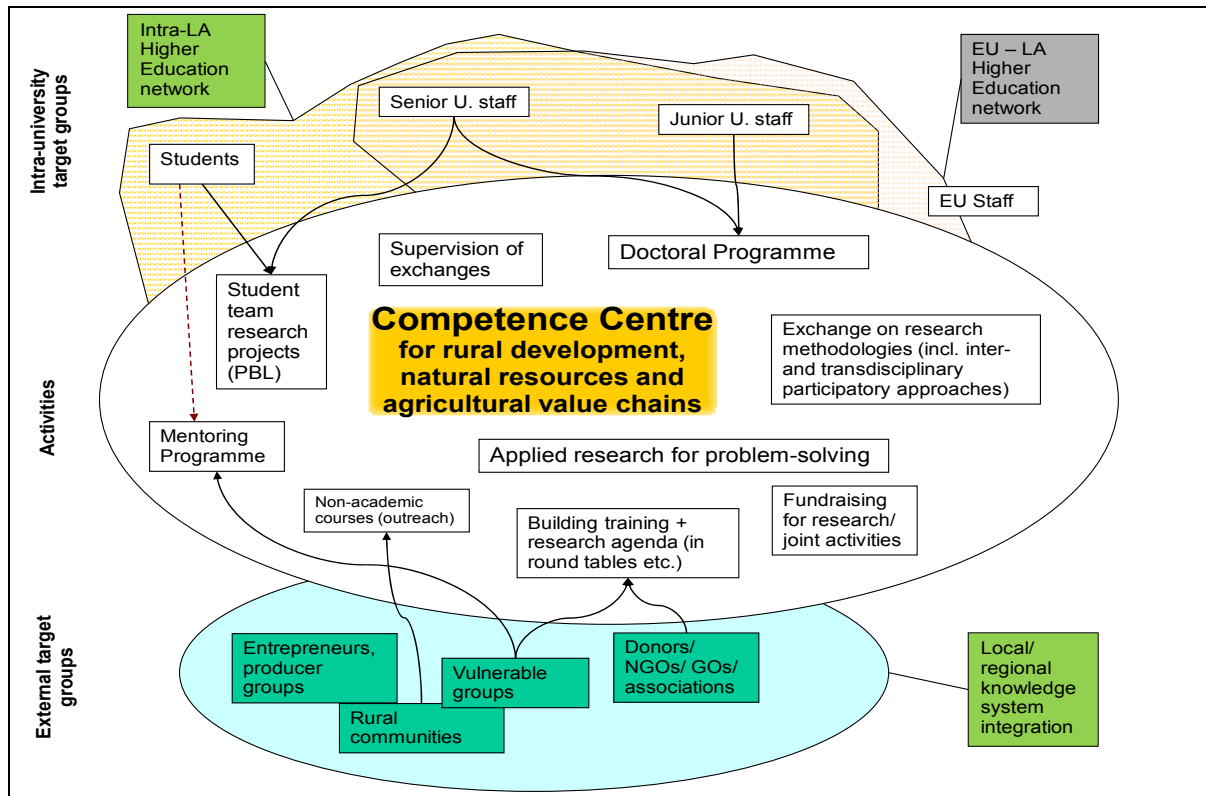 Intra-LA
Higher
Education
network
EU – LA
Higher
Education
network
Intra-university
target groups
Senior U. staff
Junior U. staff
Students
EU Staff
Supervision of
exchanges
Doctoral Programme
Student
team
research
projects
(PBL)
Competence Centre
for rural development,
natural resources and
agricultural value chains
Exchange on research
methodologies (incl. inter-
and transdisciplinary
participatory approaches)
Activities
Mentoring
Programme
Applied research for problem-solving
Non-academic
courses (outreach)
Building training +
research agenda (in
round tables etc.)
Fundraising
for research/
joint activities
External target
groups
Entrepreneurs,
producer
groups
Vulnerable
groups
Donors/
NGOs/ GOs/
associations
Rural
communities
Local/
regional
knowledge
system
integration